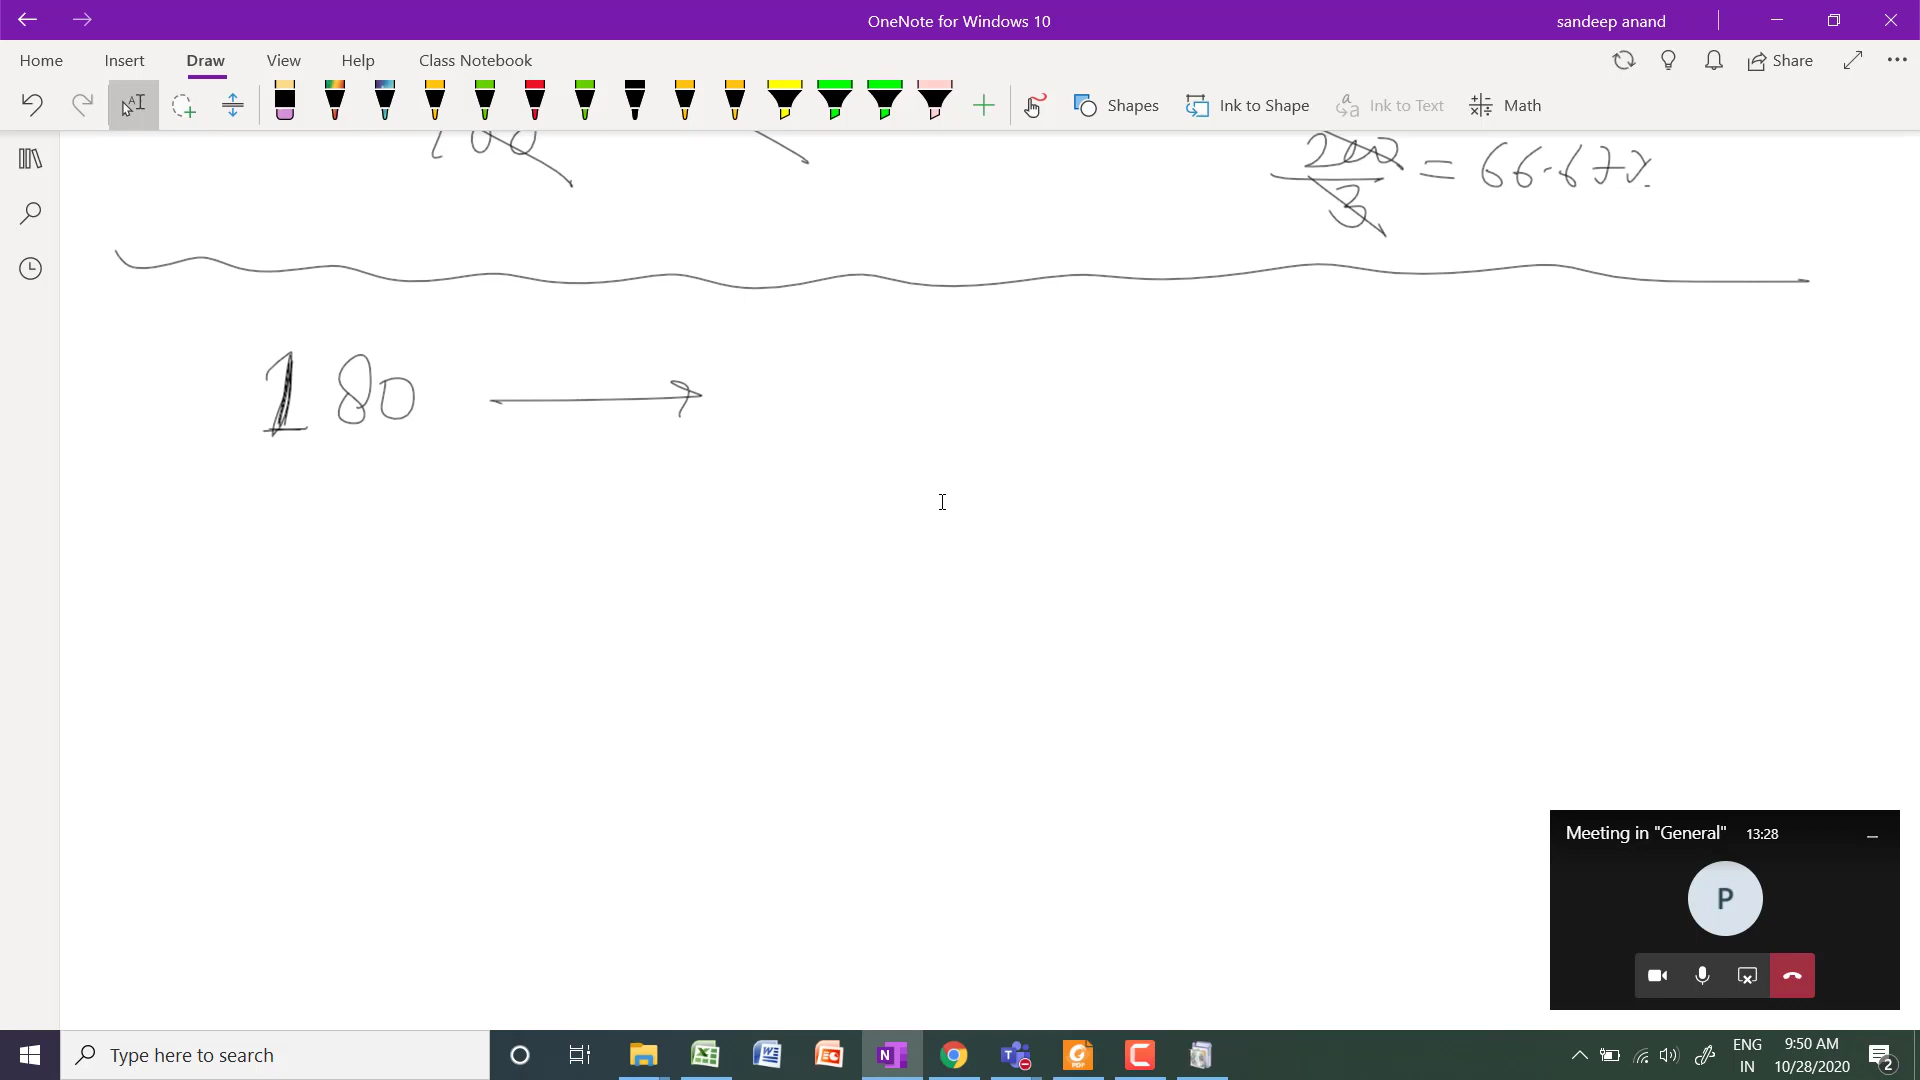 OneNote for Windows 10
sandeep anand
Home Insert Draw View Help Class Notebook
Share
Shapes Ink to Shape Ink to Text Math
100
200
3
= 66.67%
180 →
Meeting in "General" 13:28
P
Type here to search
ENG
IN
9:50 AM
10/28/2020
2